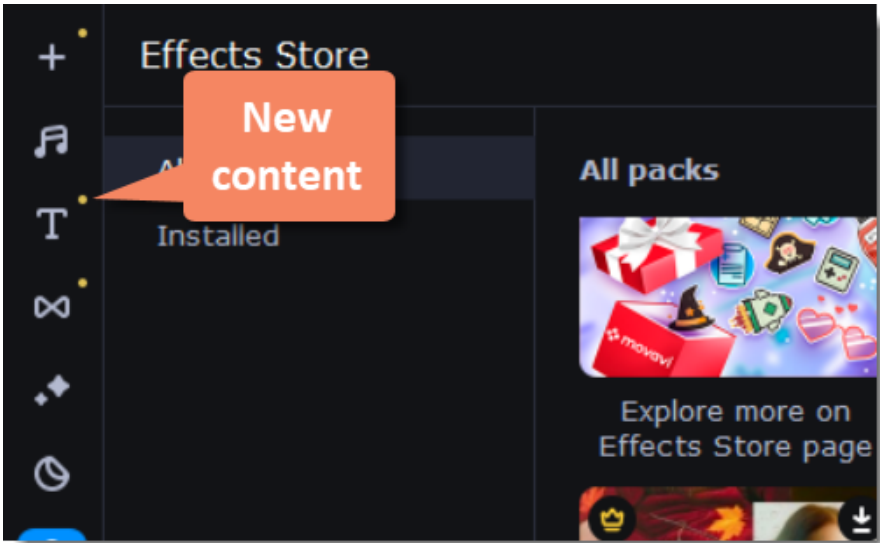 Effects Store
New
content
Installed
All packs
movavi
Explore more on
Effects Store page